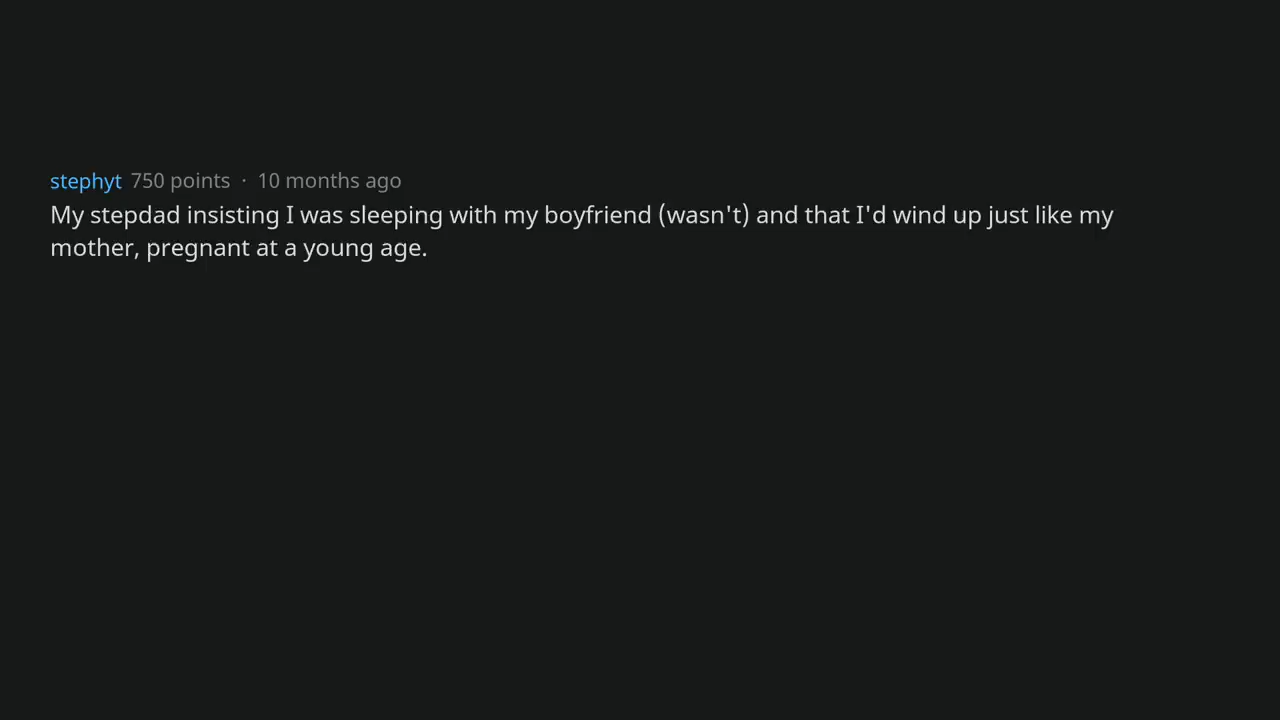 stephyt 750 points · 10 months ago
My stepdad insisting I was sleeping with my boyfriend (wasn't) and that I'd wind up just like my
mother, pregnant at a young age.